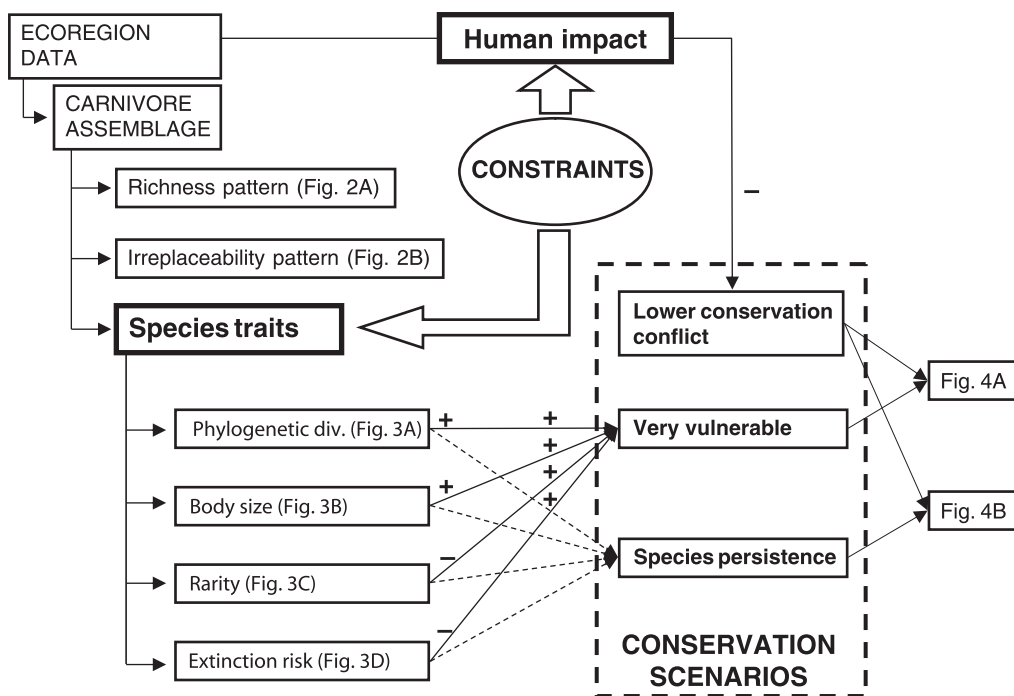 ECOREGION
DATA
Human impact
CARNIVORE
ASSEMBLAGE
CONSTRAINTS
Richness pattern (Fig. 2A)
–
Irreplaceability pattern (Fig. 2B)
Species traits
Lower conservation
conflict
Fig. 4A
Phylogenetic div. (Fig. 3A)
+
+
Very vulnerable
+
+
Body size (Fig. 3B)
+
+
Fig. 4B
–
Species persistence
Rarity (Fig. 3C)
–
Extinction risk (Fig. 3D)
CONSERVATION
SCENARIOS